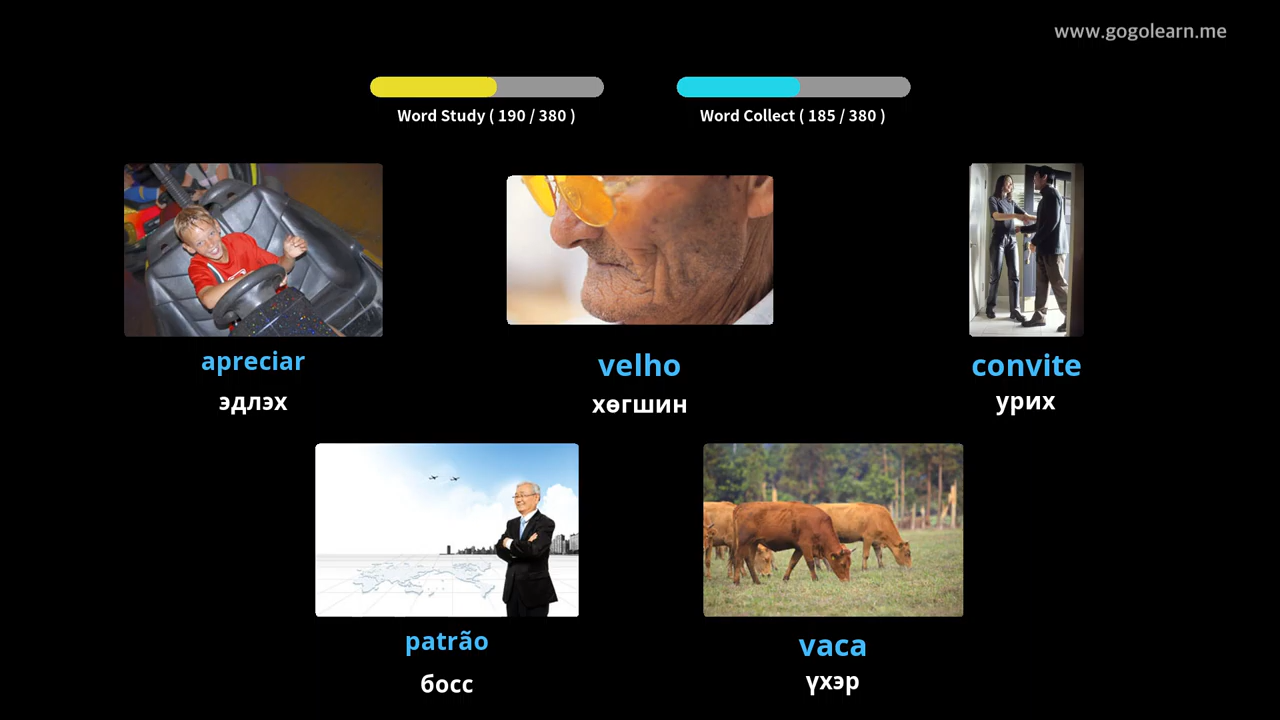 www.gogolearn.me
Word Study ( 190 / 380 )
Word Collect ( 185 / 380 )
apreciar
эдлэх
velho
хөгшин
convite
урих
patrão
босс
vaca
үхэр